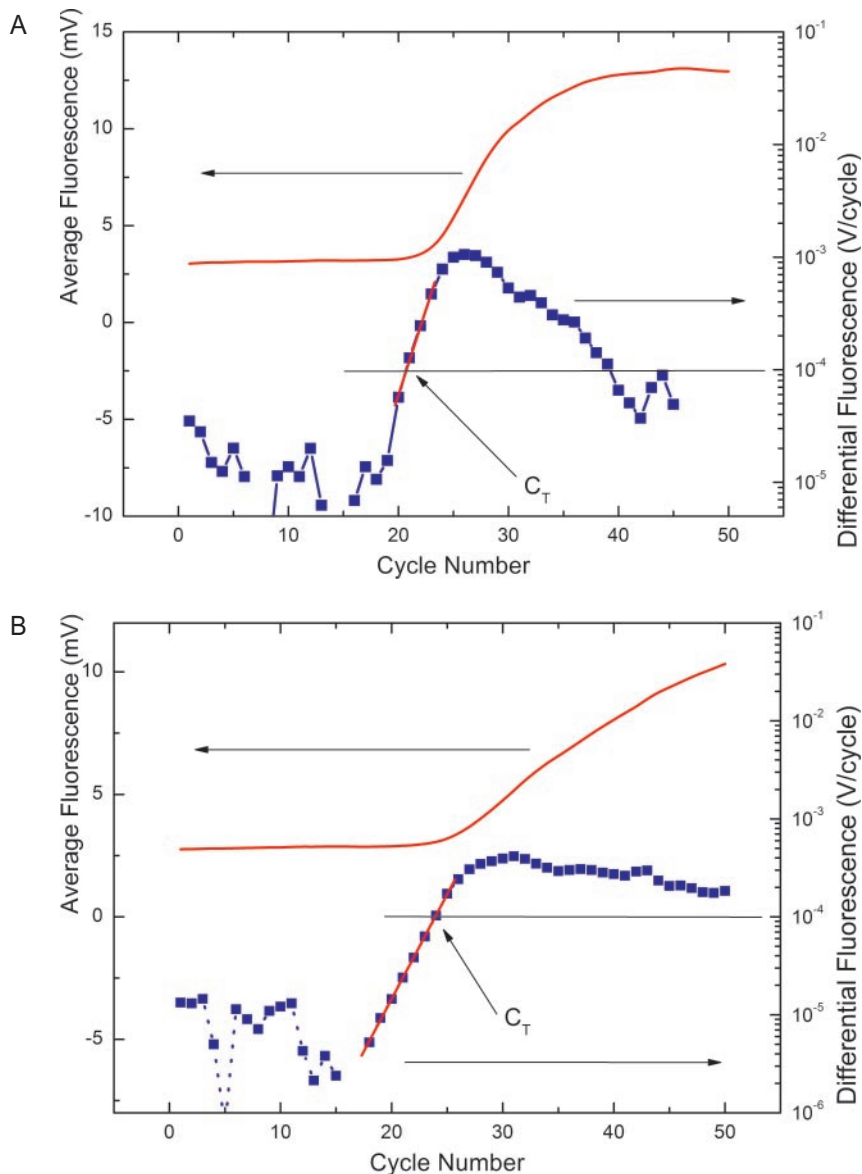 A
Average Fluorescence (mV)
15
10
5
0
-5
-10
10⁻¹
10⁻²
10⁻³
10⁻⁴
10⁻⁵
Differential Fluorescence (V/cycle)
C_T
0 10 20 30 40 50
Cycle Number
B
Average Fluorescence (mV)
10
5
0
-5
10⁻¹
10⁻²
10⁻³
10⁻⁴
10⁻⁵
10⁻⁶
Differential Fluorescence (V/cycle)
C_T
0 10 20 30 40 50
Cycle Number